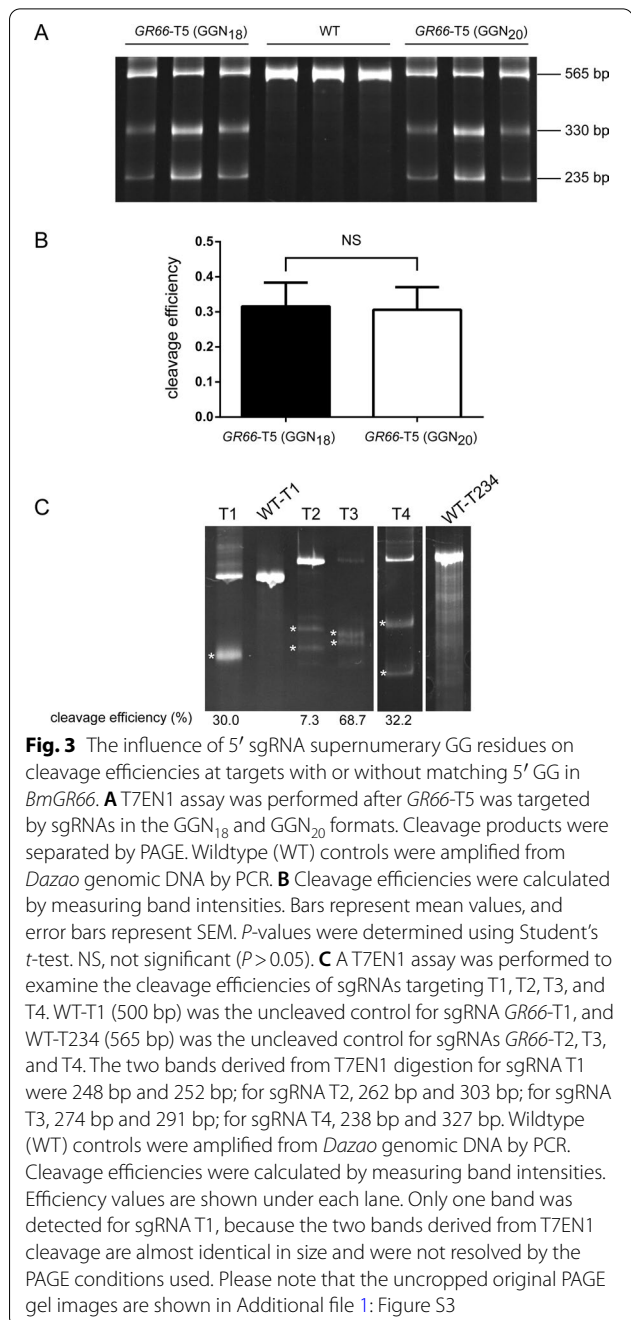 A
GR66-T5 (GGN18) WT GR66-T5 (GGN20)
565 bp
330 bp
235 bp
B
NS
0.5
0.4
0.3
0.2
0.1
0.0
cleavage efficiency
GR66-T5 (GGN18) GR66-T5 (GGN20)
C
T1 WT-T1 T2 T3 T4 WT-T234
* * * * * * *
cleavage efficiency (%) 30.0 7.3 68.7 32.2
Fig. 3 The influence of 5′ sgRNA supernumerary GG residues on
cleavage efficiencies at targets with or without matching 5′ GG in
BmGR66. A T7EN1 assay was performed after GR66-T5 was targeted
by sgRNAs in the GGN18 and GGN20 formats. Cleavage products were
separated by PAGE. Wildtype (WT) controls were amplified from
Dazao genomic DNA by PCR. B Cleavage efficiencies were calculated
by measuring band intensities. Bars represent mean values, and
error bars represent SEM. P-values were determined using Student's
t-test. NS, not significant (P > 0.05). C A T7EN1 assay was performed to
examine the cleavage efficiencies of sgRNAs targeting T1, T2, T3, and
T4. WT-T1 (500 bp) was the uncleaved control for sgRNA GR66-T1, and
WT-T234 (565 bp) was the uncleaved control for sgRNAs GR66-T2, T3,
and T4. The two bands derived from T7EN1 digestion for sgRNA T1
were 248 bp and 252 bp; for sgRNA T2, 262 bp and 303 bp; for sgRNA
T3, 274 bp and 291 bp; for sgRNA T4, 238 bp and 327 bp. Wildtype
(WT) controls were amplified from Dazao genomic DNA by PCR.
Cleavage efficiencies were calculated by measuring band intensities.
Efficiency values are shown under each lane. Only one band was
detected for sgRNA T1, because the two bands derived from T7EN1
cleavage are almost identical in size and were not resolved by the
PAGE conditions used. Please note that the uncropped original PAGE
gel images are shown in Additional file 1: Figure S3